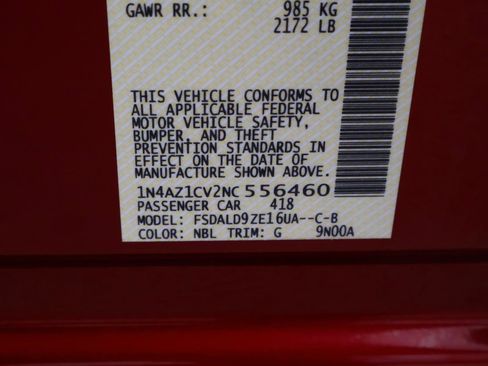 GAWR RR.: 985 KG
2172 LB
THIS VEHICLE CONFORMS TO
ALL APPLICABLE FEDERAL
MOTOR VEHICLE SAFETY,
BUMPER, AND THEFT
PREVENTION STANDARDS IN
EFFECT ON THE DATE OF
MANUFACTURE SHOWN ABOVE.
1N4AZ1CV2NC 556460
PASSENGER CAR 418
MODEL: FSDALD9ZE16UA--C-B
COLOR: NBL TRIM: G 9N00A